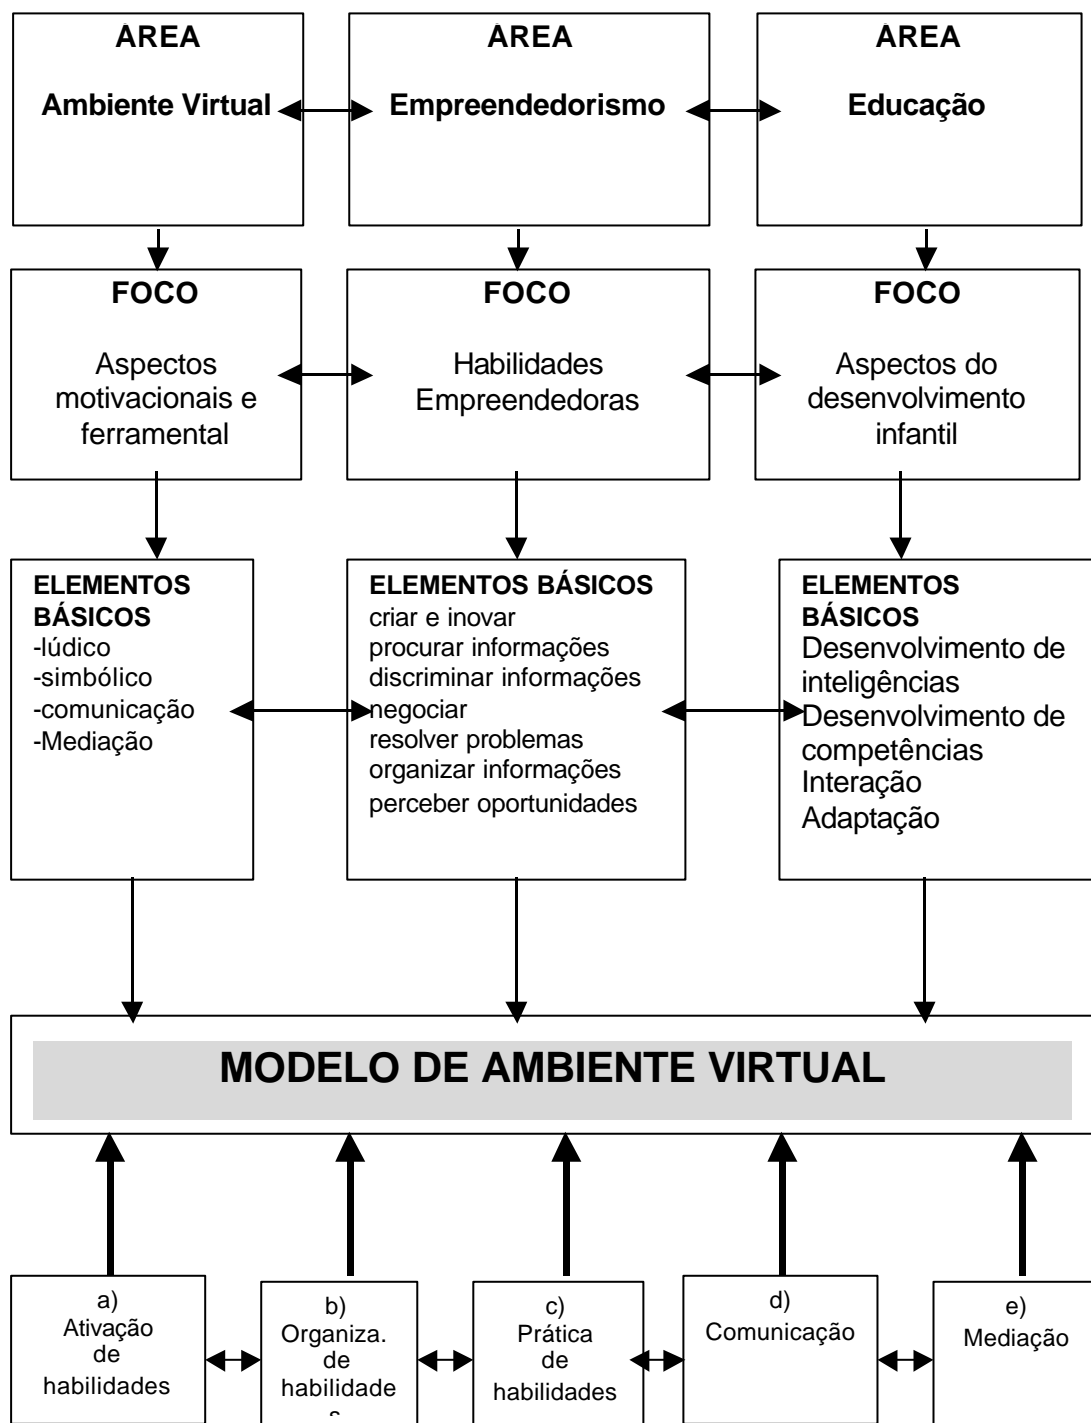 ÁREA
Ambiente Virtual
ÁREA
Empreendedorismo
ÁREA
Educação
FOCO
Aspectos
motivacionais e
ferramental
FOCO
Habilidades
Empreendedoras
FOCO
Aspectos do
desenvolvimento
infantil
ELEMENTOS
BÁSICOS
-lúdico
-simbólico
-comunicação
-Mediação
ELEMENTOS BÁSICOS
criar e inovar
procurar informações
discriminar informações
negociar
resolver problemas
organizar informações
perceber oportunidades
ELEMENTOS
BÁSICOS
Desenvolvimento de
inteligências
Desenvolvimento de
competências
Interação
Adaptação
MODELO DE AMBIENTE VIRTUAL
a)
Ativação
de
habilidades
b)
Organiza.
de
habilidade
s
c)
Prática
de
habilidades
d)
Comunicação
e)
Mediação